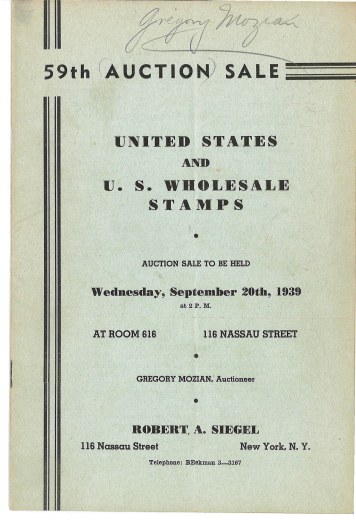 Gregory Mozian
59th AUCTION SALE
UNITED STATES
AND
U. S. WHOLESALE
STAMPS
AUCTION SALE TO BE HELD
Wednesday, September 20th, 1939
at 2 P. M.
AT ROOM 616 116 NASSAU STREET
GREGORY MOZIAN, Auctioneer
ROBERT A. SIEGEL
116 Nassau Street New York, N. Y.
Telephone: BEekman 3—3167